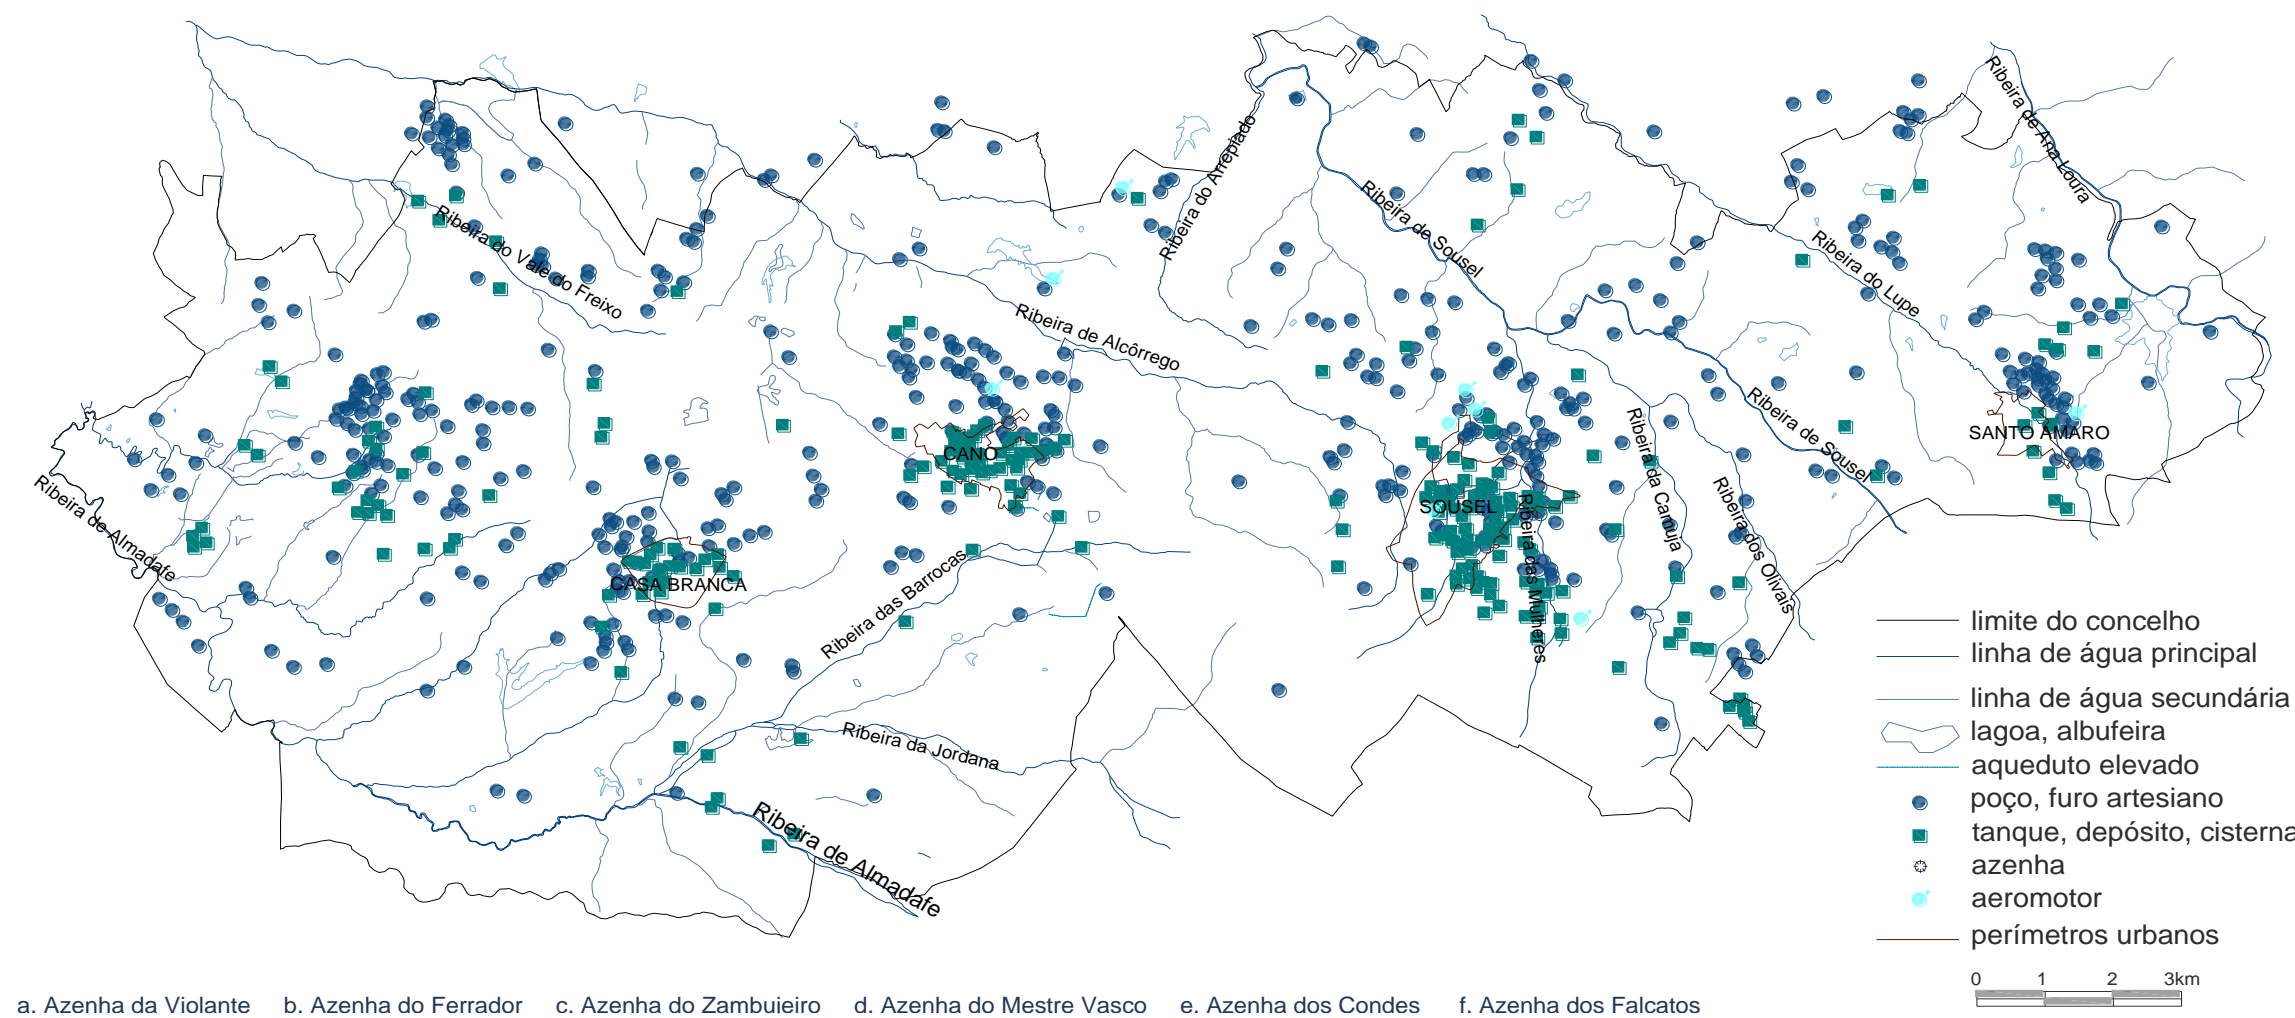 Ribeira de Ana Loura
Ribeira do Arrepiado
Ribeira de Sousel
Ribeira do Vale do Freixo
Ribeira do Lupe
Ribeira de Alcôrrego
Ribeira de Sousel
SANTO AMARO
CANO
Ribeira da Camuja
Ribeira dos Olivais
SOUSEL
Ribeira das Mulheres
Ribeira de Almadafe
CASA BRANCA
Ribeira das Barrocas
Ribeira da Jordana
Ribeira de Almadafe
limite do concelho
linha de água principal
linha de água secundária
lagoa, albufeira
aqueduto elevado
poço, furo artesiano
tanque, depósito, cisterna
azenha
aeromotor
perímetros urbanos
0 1 2 3km
a. Azenha da Violante b. Azenha do Ferrador c. Azenha do Zambujeiro d. Azenha do Mestre Vasco e. Azenha dos Condes f. Azenha dos Falcatos